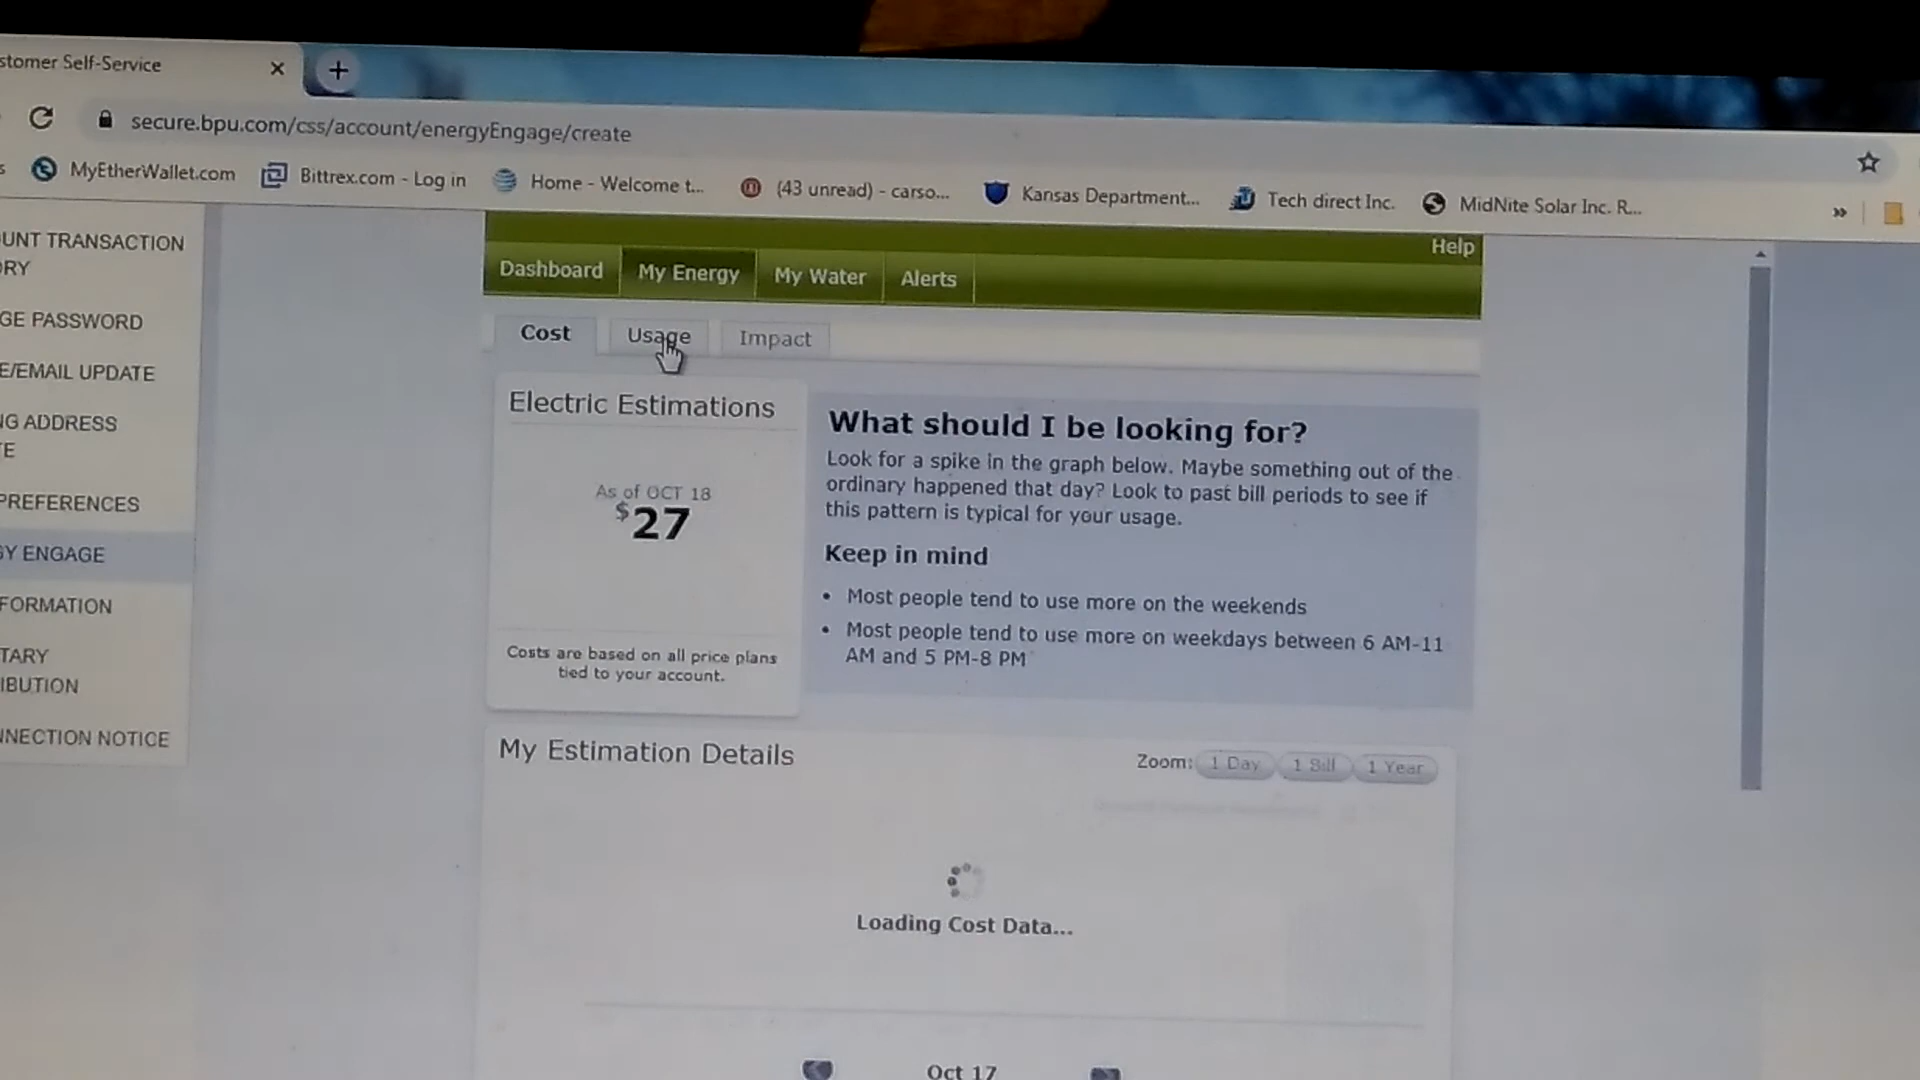 stomer Self-Service
secure.bpu.com/css/account/energyEngage/create
s MyEtherWallet.com Bittrex.com - Log in Home - Welcome t... (43 unread) - carso... Kansas Department... Tech direct Inc. MidNite Solar Inc. R... »
UNT TRANSACTION
RY
GE PASSWORD
E/EMAIL UPDATE
NG ADDRESS
E
PREFERENCES
GY ENGAGE
FORMATION
TARY
IBUTION
NNECTION NOTICE
Help
Dashboard My Energy My Water Alerts
Cost Usage Impact
Electric Estimations
As of OCT 18
$27
Costs are based on all price plans
tied to your account.
What should I be looking for?
Look for a spike in the graph below. Maybe something out of the
ordinary happened that day? Look to past bill periods to see if
this pattern is typical for your usage.
Keep in mind
• Most people tend to use more on the weekends
• Most people tend to use more on weekdays between 6 AM-11
AM and 5 PM-8 PM
My Estimation Details
Zoom: 1 Day 1 Bill 1 Year
Loading Cost Data...
Oct 17